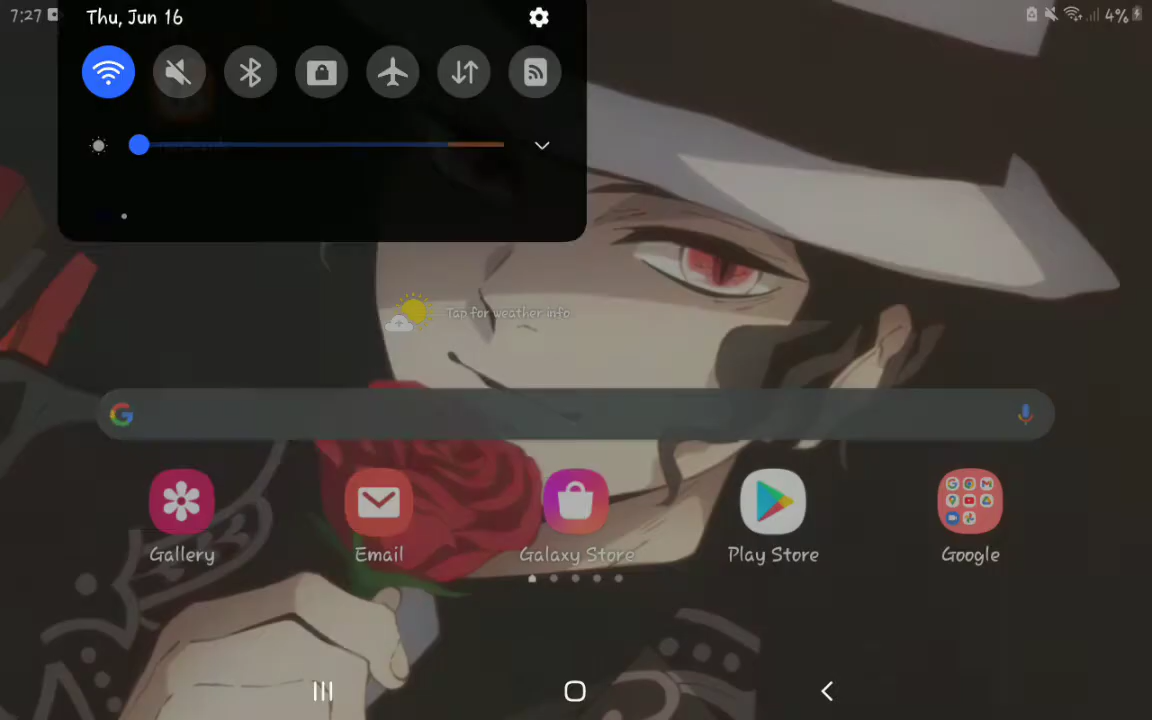 7:27
Thu, Jun 16
4%
Tap for weather info
Gallery
Email
Galaxy Store
Play Store
Google